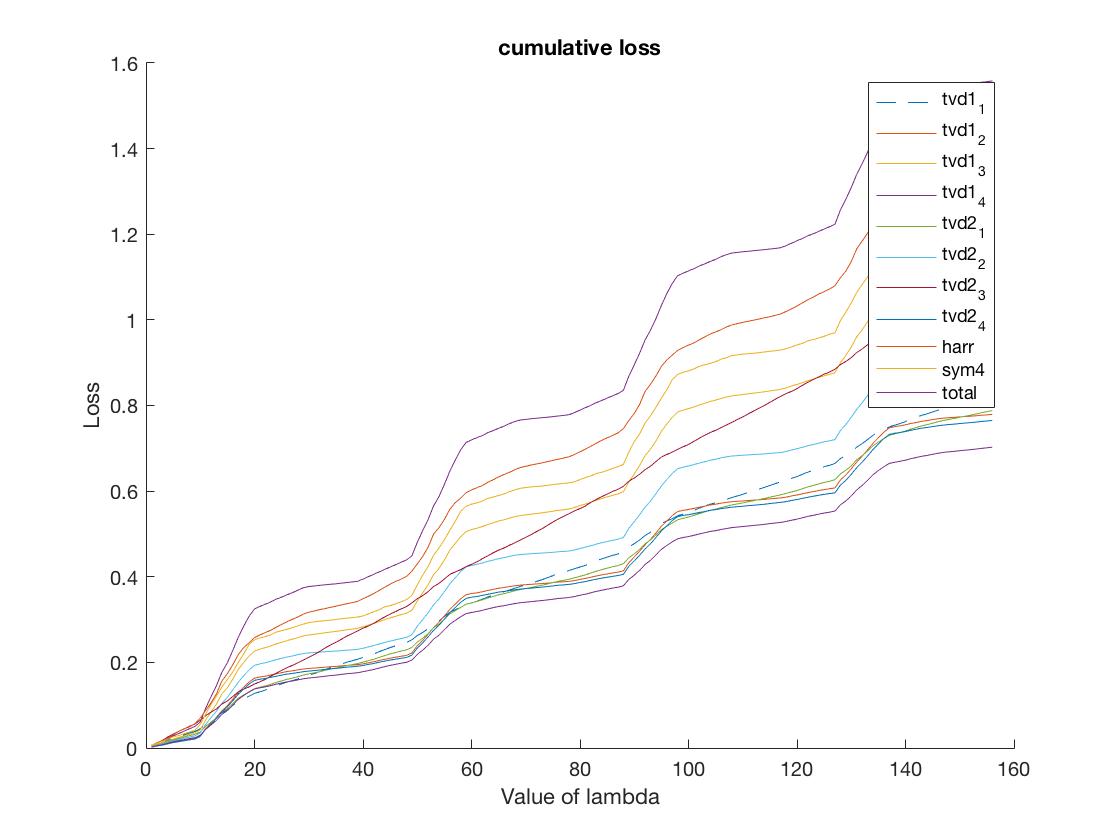 cumulative loss
1.6
1.4
1.2
1
0.8
0.6
0.4
0.2
0
Loss
tvd1₁
tvd1₂
tvd1₃
tvd1₄
tvd2₁
tvd2₂
tvd2₃
tvd2₄
harr
sym4
total
0 20 40 60 80 100 120 140 160
Value of lambda